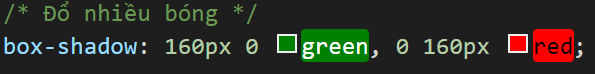 /* Đổ nhiều bóng */
box-shadow: 160px 0 green, 0 160px red;